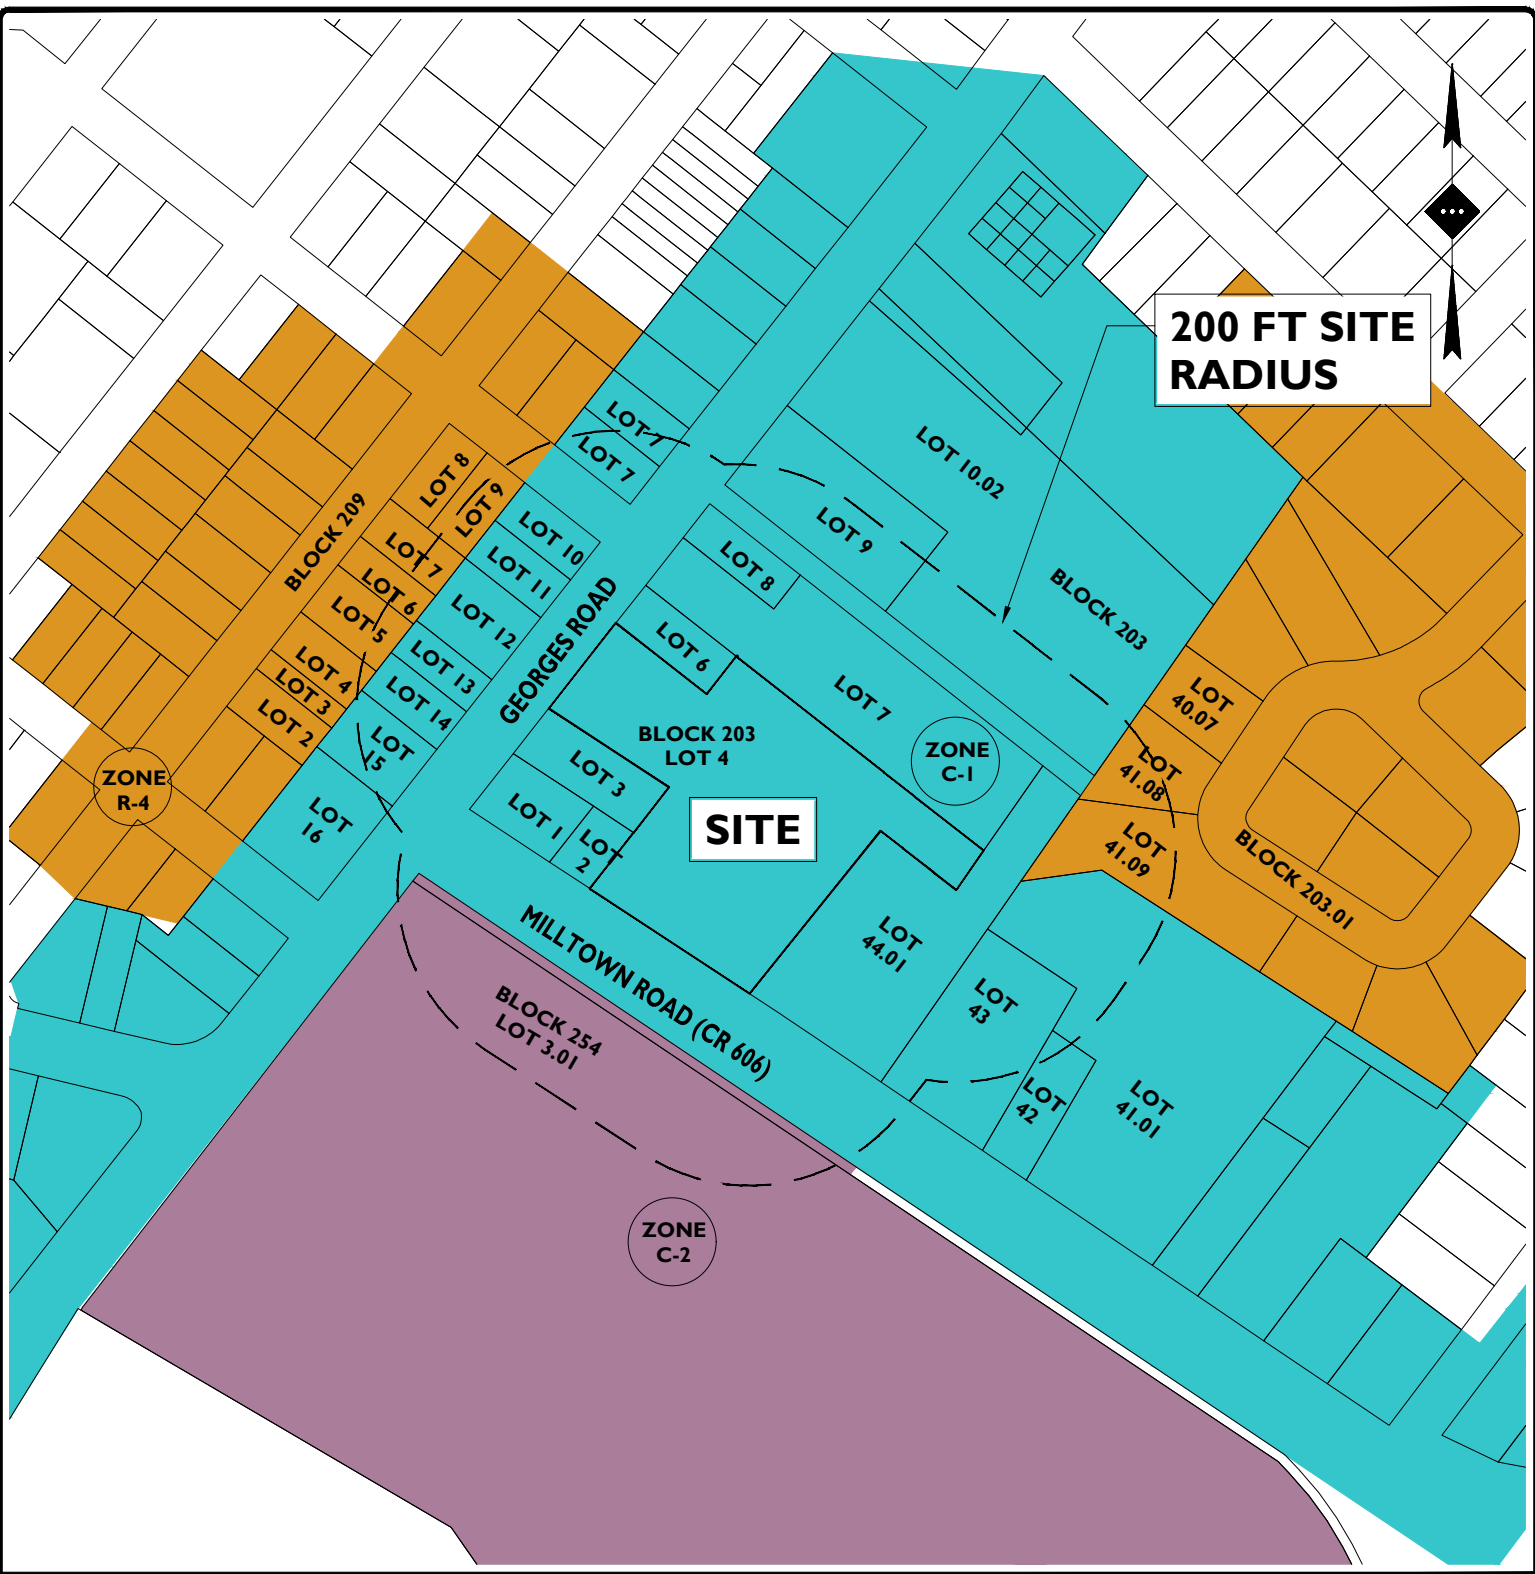 200 FT SITE
RADIUS
LOT 7
LOT 7
LOT 10.02
LOT 8
LOT 9
BLOCK 209
LOT 10
LOT 9
LOT 7
LOT 11
LOT 8
LOT 6
LOT 12
LOT 5
BLOCK 203
GEORGES ROAD
LOT 6
LOT 13
LOT 4
LOT 3
LOT 14
LOT 7
LOT
40.07
LOT 2
LOT
15
BLOCK 203
LOT 4
ZONE
C-1
LOT
41.08
ZONE
R-4
LOT 3
LOT
16
LOT 1
LOT
2
SITE
LOT
41.09
BLOCK 203.01
LOT
44.01
MILLTOWN ROAD (CR 606)
BLOCK 254
LOT 3.01
LOT
43
LOT
42
LOT
41.01
ZONE
C-2